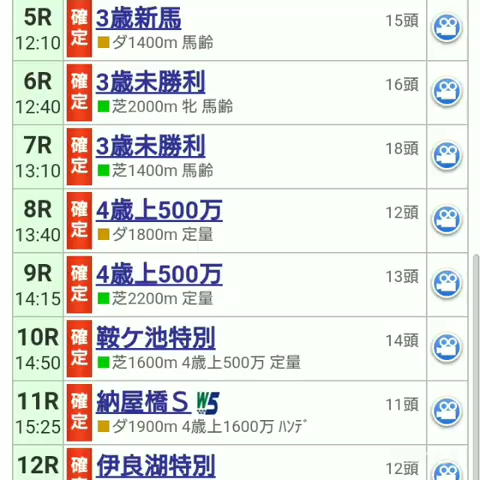 5R 確定 3歳新馬 15頭
12:10 ダ1400m 馬齢
6R 確定 3歳未勝利 16頭
12:40 芝2000m 牝 馬齢
7R 確定 3歳未勝利 18頭
13:10 芝1400m 馬齢
8R 確定 4歳上500万 12頭
13:40 ダ1800m 定量
9R 確定 4歳上500万 13頭
14:15 芝2200m 定量
10R 確定 鞍ケ池特別 14頭
14:50 芝1600m 4歳上500万 定量
11R 確定 納屋橋S W5 11頭
15:25 ダ1900m 4歳上1600万 ﾊﾝﾃﾞ
12R 確定 伊良湖特別 12頭